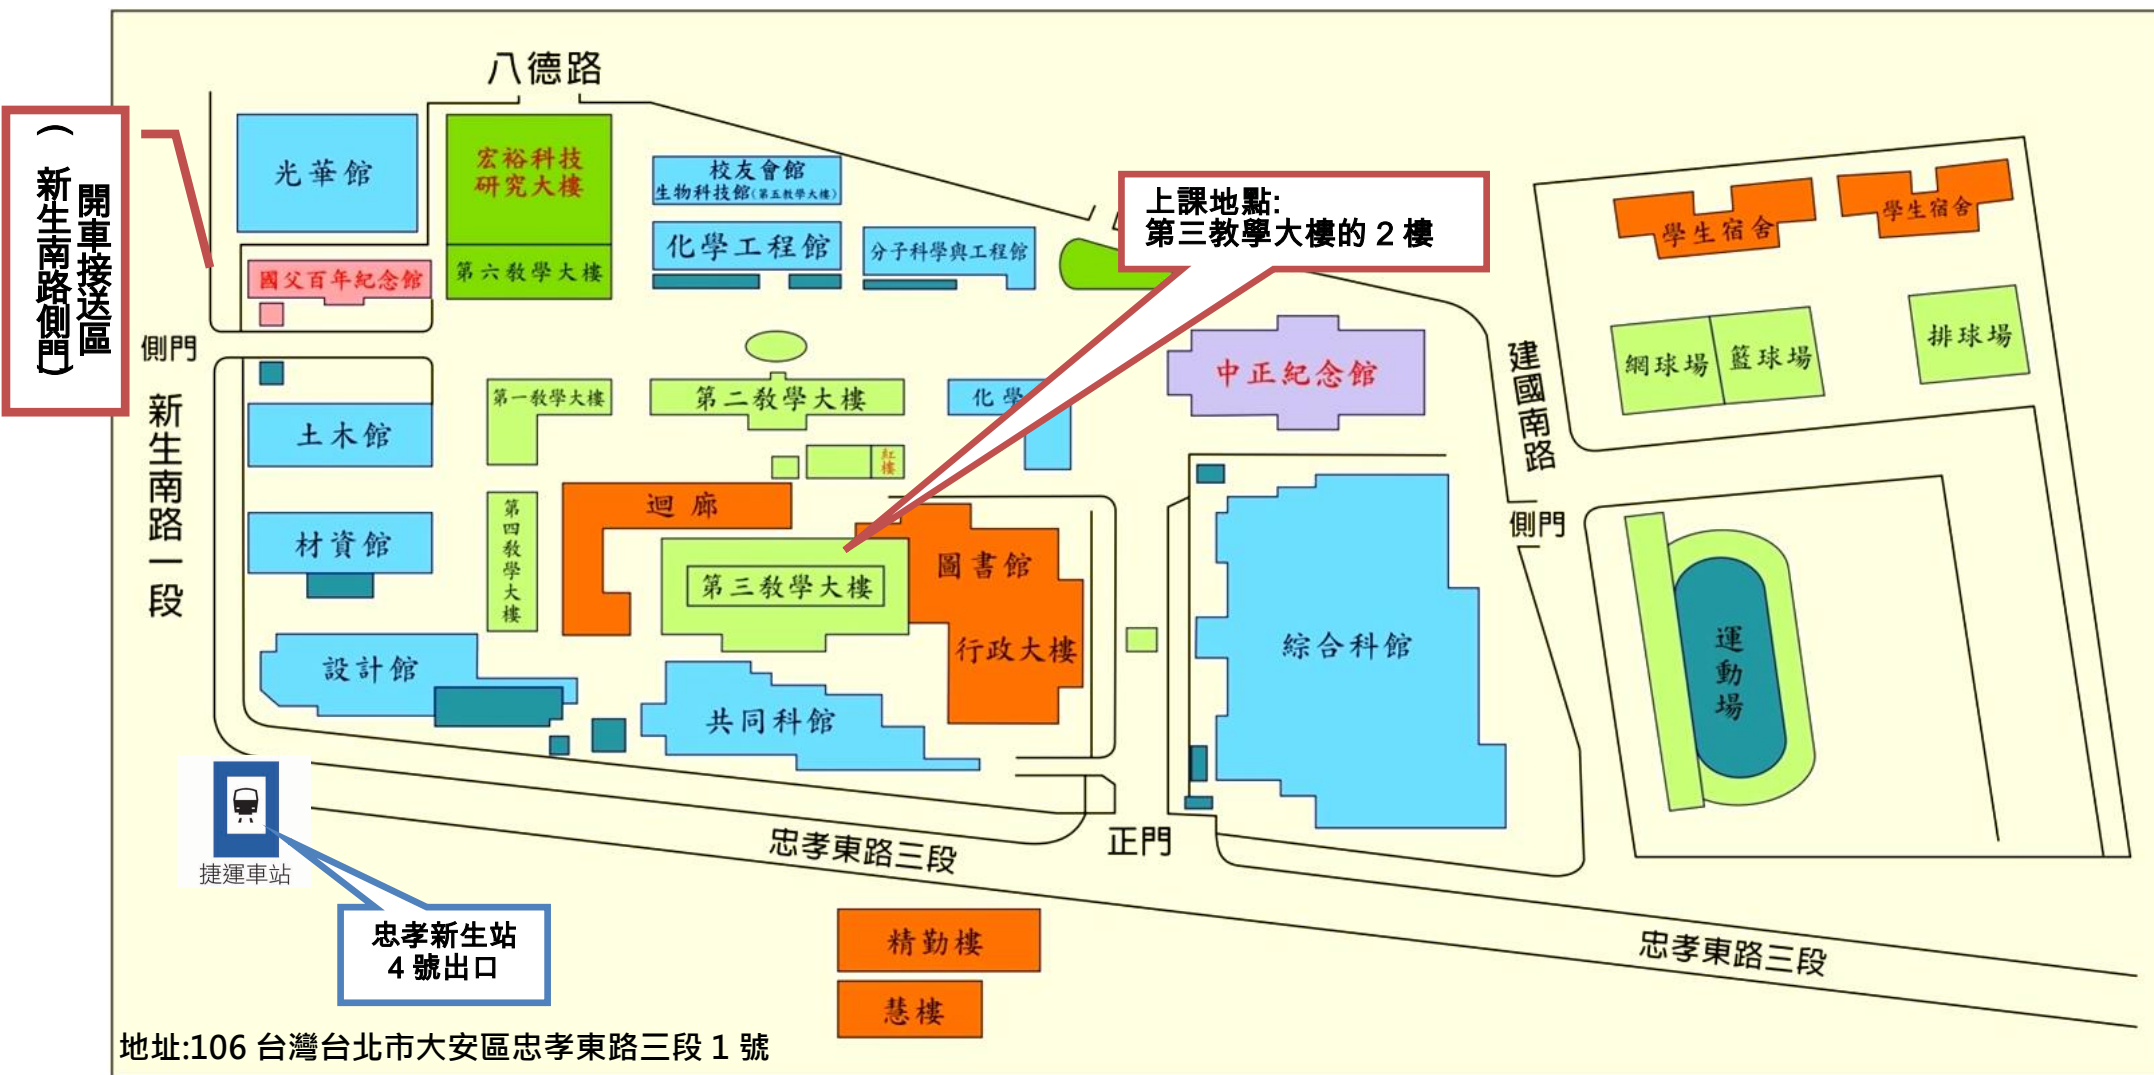 八德路
開車接送區
(新生南路側門)
光華館
宏裕科技
研究大樓
校友會館
生物科技館(第五教學大樓)
上課地點:
第三教學大樓的 2 樓
學生宿舍
學生宿舍
國父百年紀念館
第六教學大樓
化學工程館
分子科學與工程館
側門
新生南路一段
第一教學大樓
第二教學大樓
化學
中正紀念館
建國南路
網球場
籃球場
排球場
土木館
紅樓
材資館
第四教學大樓
迴廊
第三教學大樓
圖書館
側門
設計館
共同科館
行政大樓
綜合科館
運動場
捷運車站
忠孝東路三段
正門
忠孝新生站
4 號出口
精勤樓
慧樓
忠孝東路三段
地址:106 台灣台北市大安區忠孝東路三段 1 號